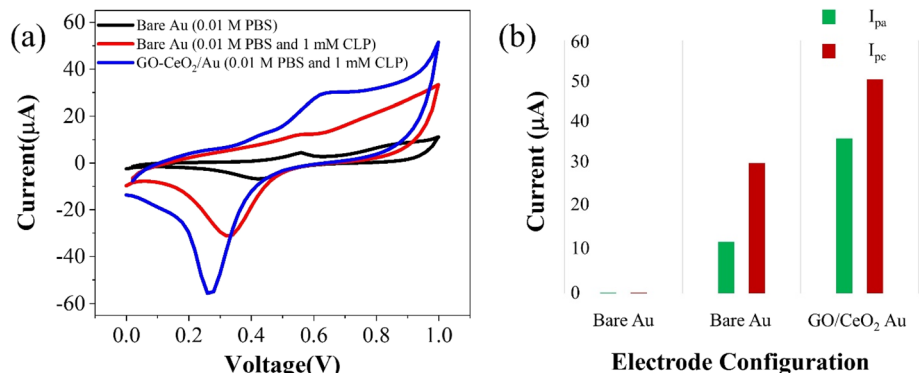 (a)
Bare Au (0.01 M PBS)
Bare Au (0.01 M PBS and 1 mM CLP)
GO-CeO₂/Au (0.01 M PBS and 1 mM CLP)
Current(μA)
60
40
20
0
-20
-40
-60
0.0 0.2 0.4 0.6 0.8 1.0
Voltage(V)
(b)
Iₚₐ
Iₚc
Current (μA)
60
50
40
30
20
10
0
Bare Au Bare Au GO/CeO₂ Au
Electrode Configuration